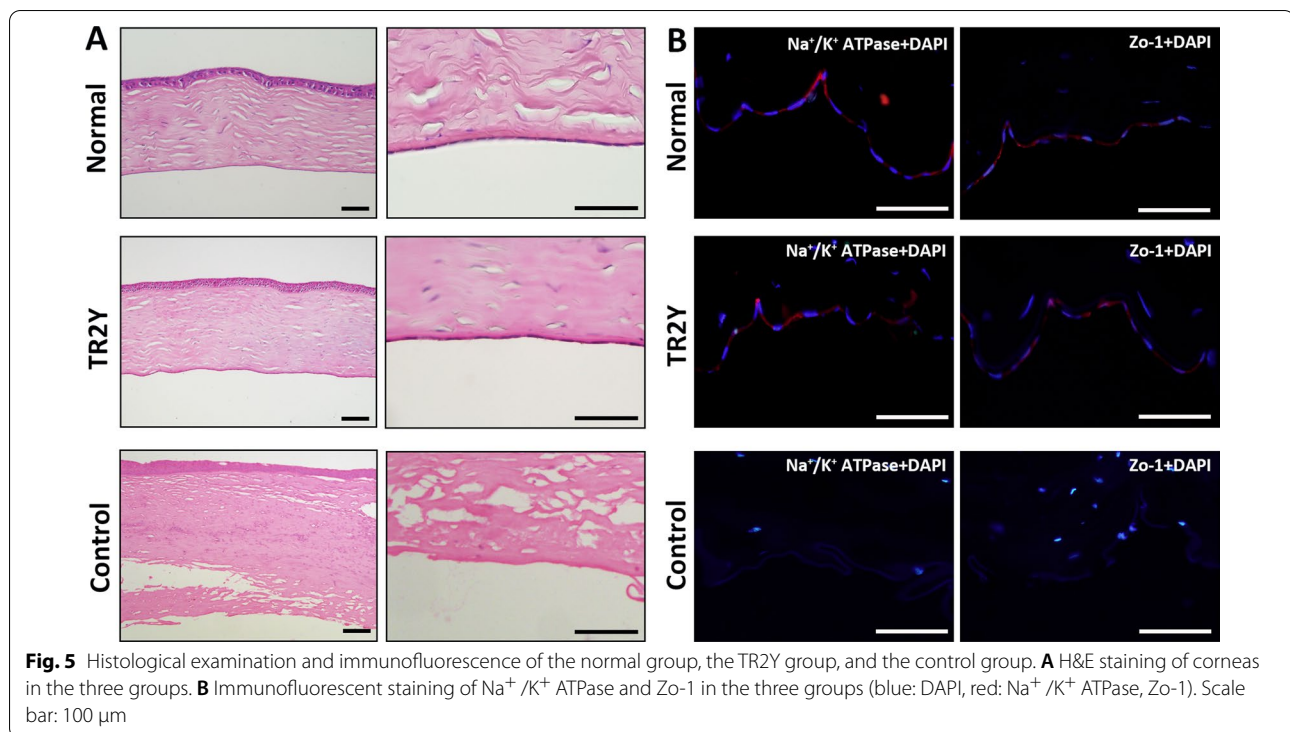 A
B
Normal
Na⁺/K⁺ ATPase+DAPI
Zo-1+DAPI
Normal
TR2Y
Na⁺/K⁺ ATPase+DAPI
Zo-1+DAPI
TR2Y
Control
Na⁺/K⁺ ATPase+DAPI
Zo-1+DAPI
Control
Fig. 5 Histological examination and immunofluorescence of the normal group, the TR2Y group, and the control group. A H&E staining of corneas
in the three groups. B Immunofluorescent staining of Na⁺ /K⁺ ATPase and Zo-1 in the three groups (blue: DAPI, red: Na⁺ /K⁺ ATPase, Zo-1). Scale
bar: 100 μm